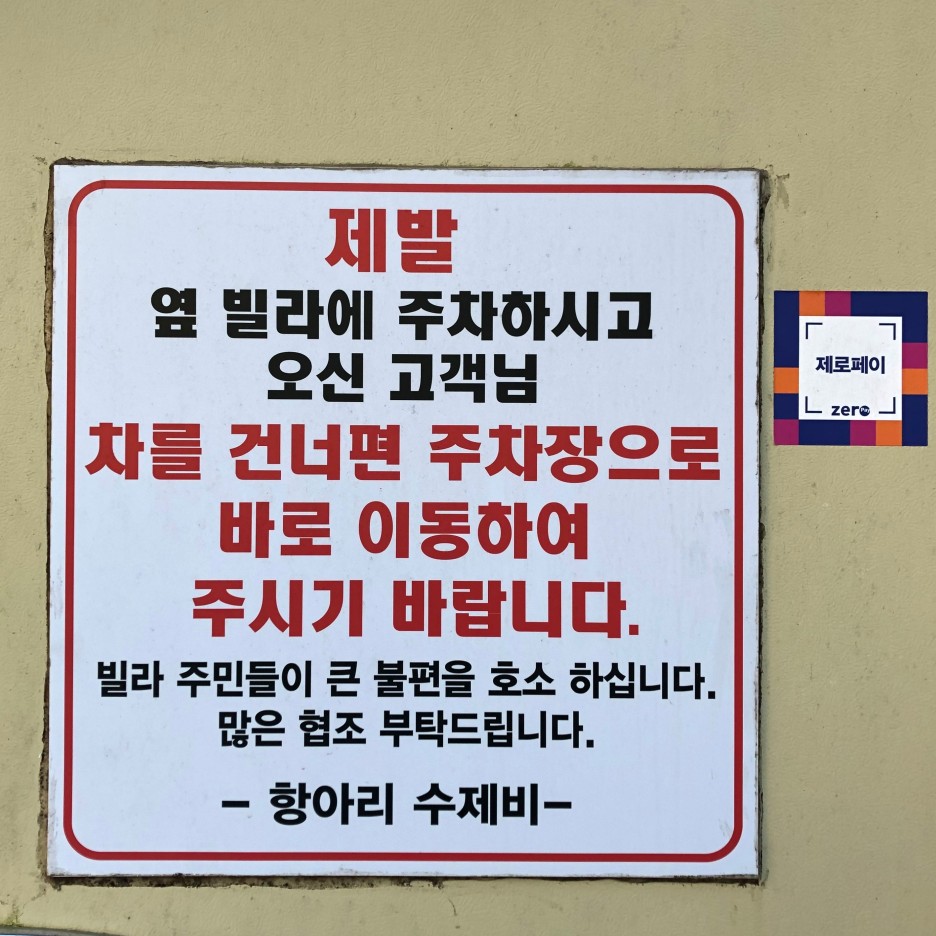 제발
옆 빌라에 주차하시고
오신 고객님
차를 건너편 주차장으로
바로 이동하여
주시기 바랍니다.
빌라 주민들이 큰 불편을 호소 하십니다.
많은 협조 부탁드립니다.
- 항아리 수제비-
제로페이
zero Pay